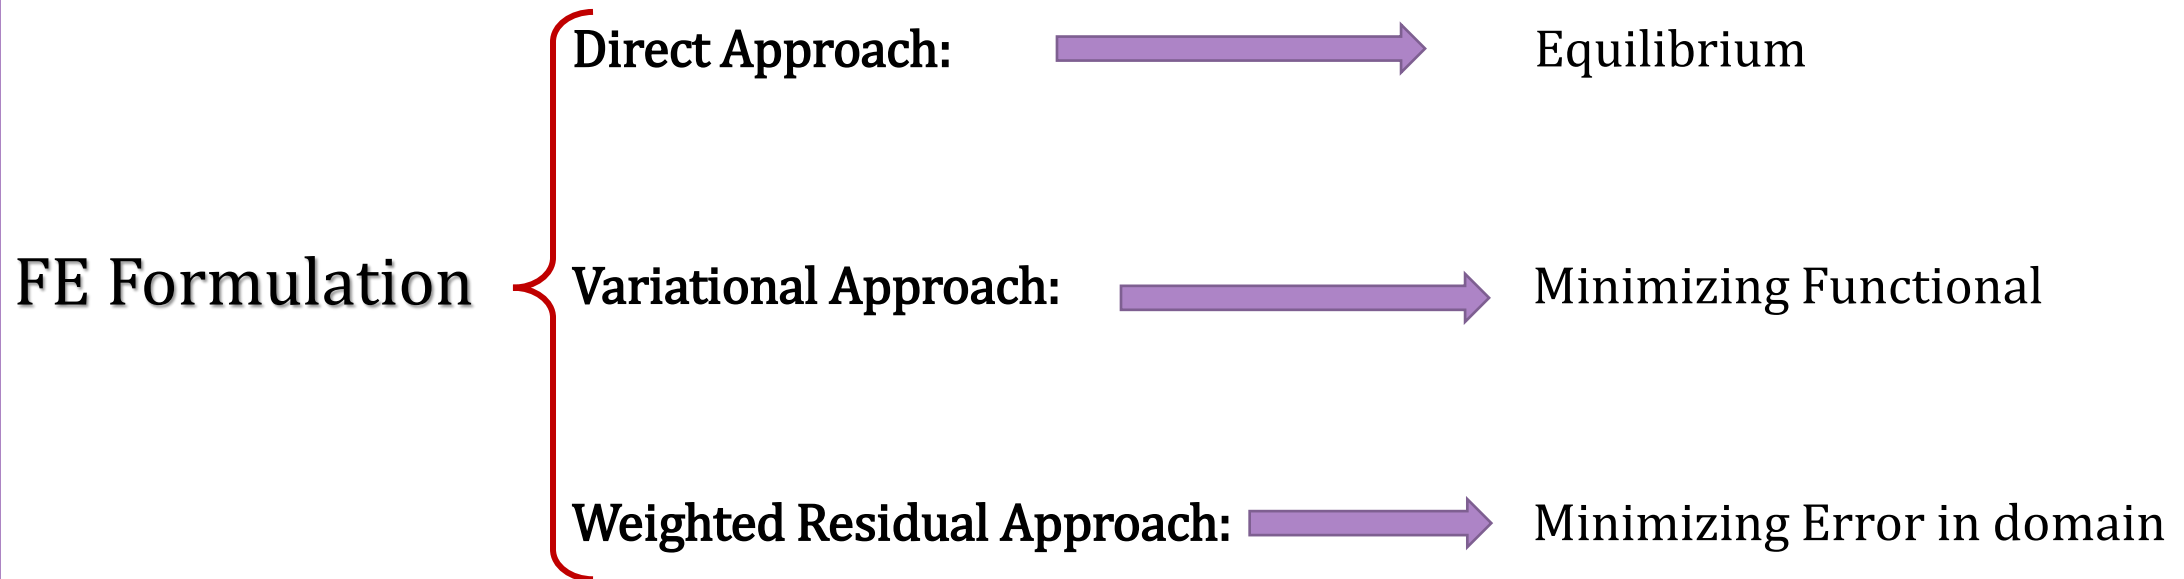 Direct Approach: Equilibrium
FE Formulation
Variational Approach: Minimizing Functional
Weighted Residual Approach: Minimizing Error in domain